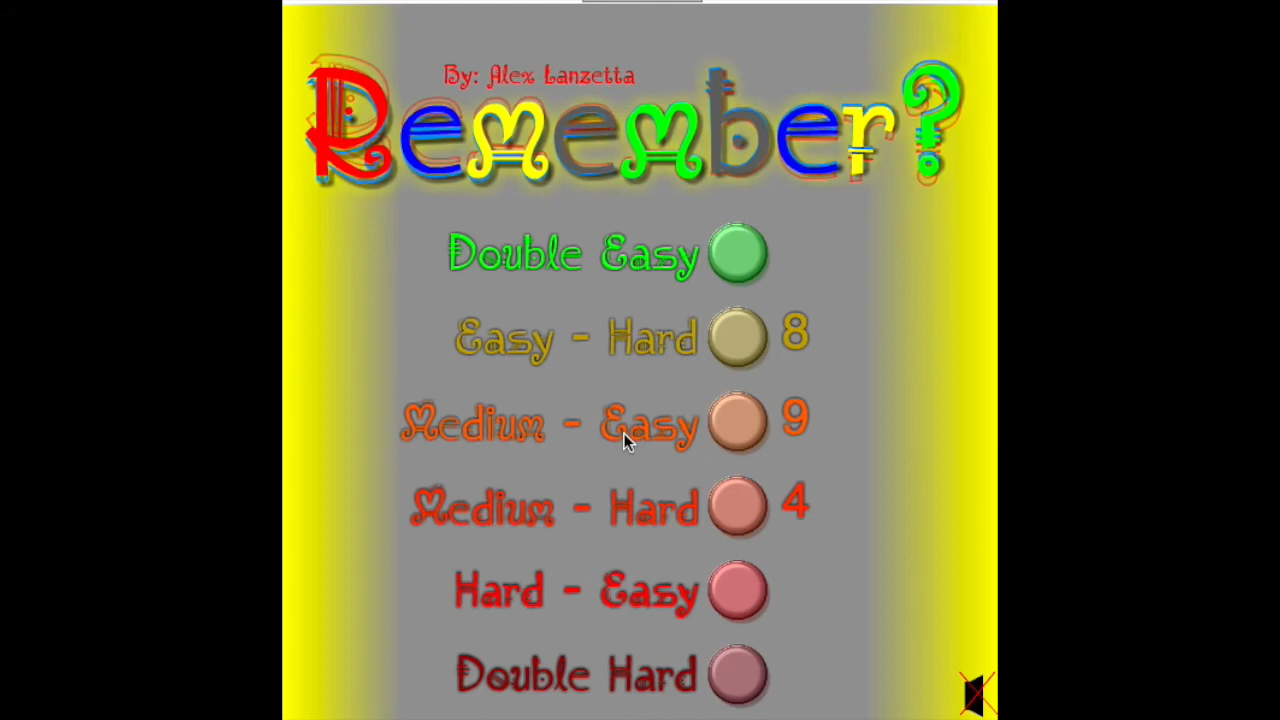 By: Alex Lanzetta
Remember?
Double Easy
Easy - Hard 8
Medium - Easy 9
Medium - Hard 4
Hard - Easy
Double Hard